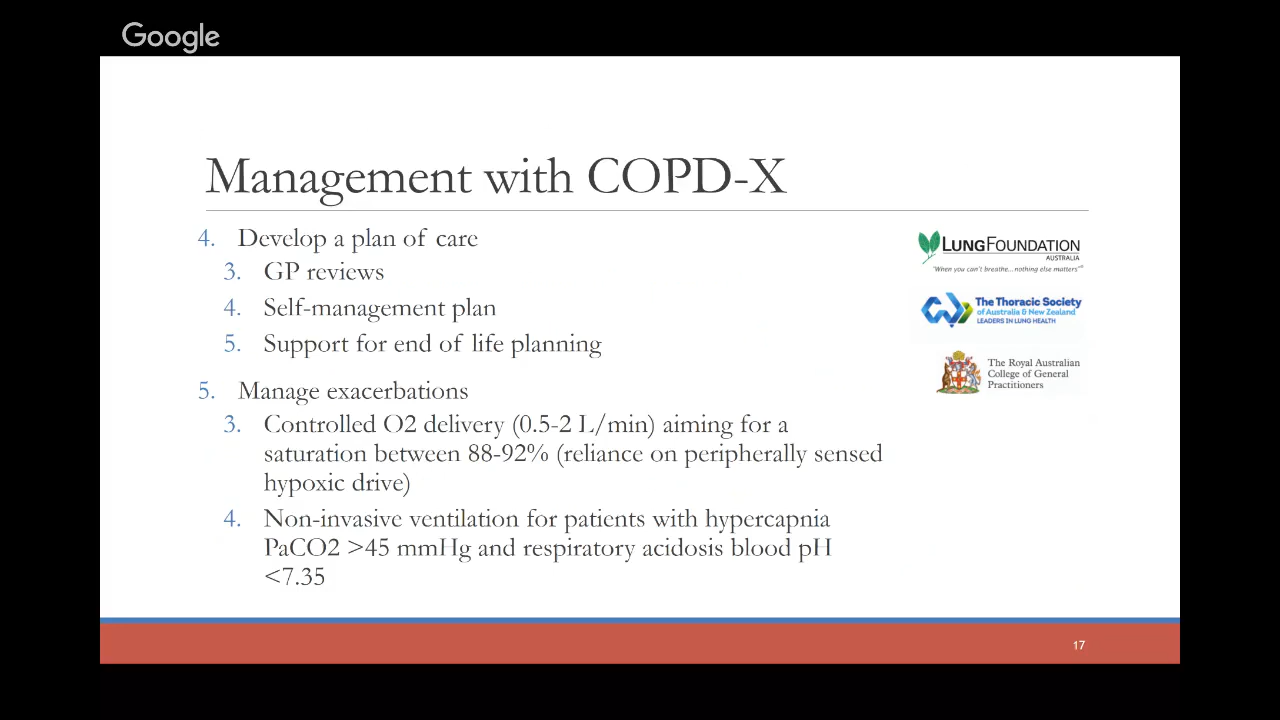 Google
Management with COPD-X
4. Develop a plan of care
3. GP reviews
4. Self-management plan
5. Support for end of life planning
5. Manage exacerbations
3. Controlled O2 delivery (0.5-2 L/min) aiming for a
saturation between 88-92% (reliance on peripherally sensed
hypoxic drive)
4. Non-invasive ventilation for patients with hypercapnia
PaCO2 >45 mmHg and respiratory acidosis blood pH
<7.35
LUNGFOUNDATION
AUSTRALIA
"When you can't breathe...nothing else matters"®
The Thoracic Society
of Australia & New Zealand
LEADERS IN LUNG HEALTH
The Royal Australian
College of General
Practitioners
17